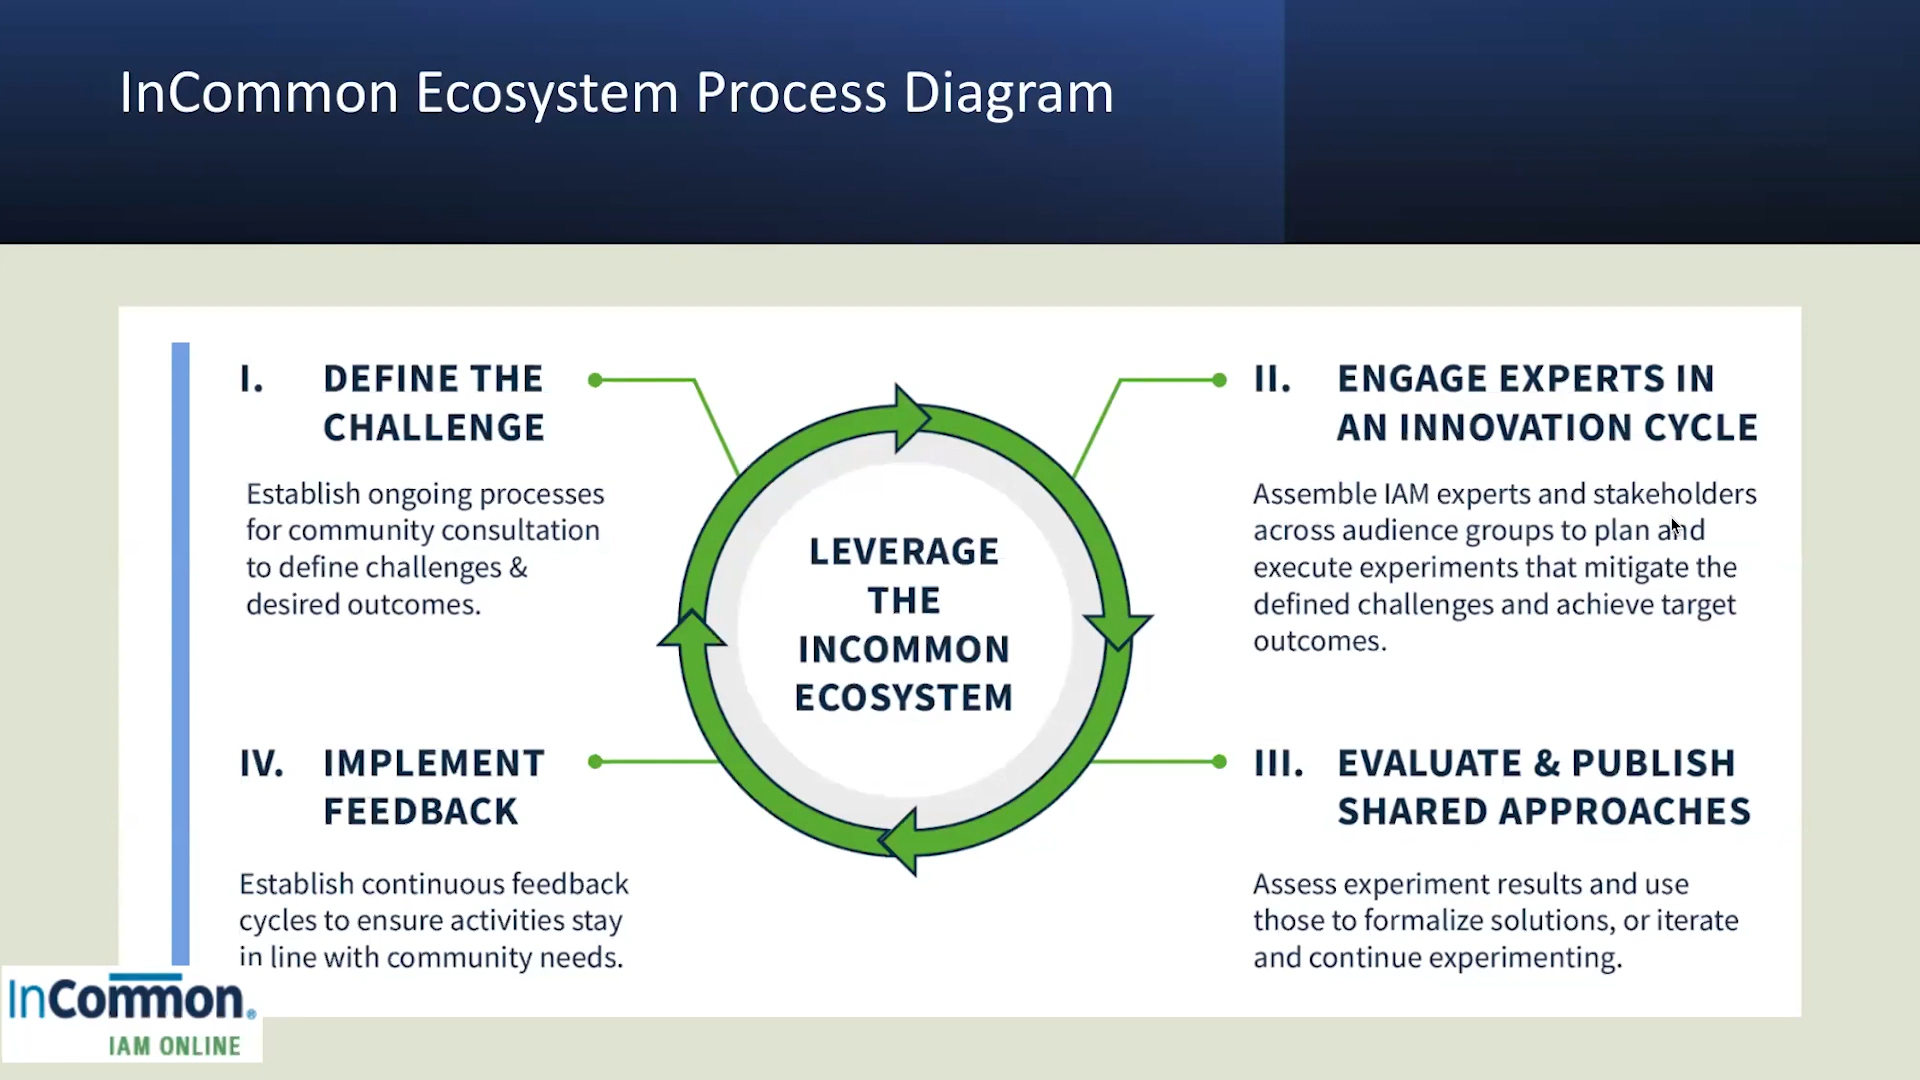 InCommon Ecosystem Process Diagram
I. DEFINE THE
CHALLENGE
Establish ongoing processes
for community consultation
to define challenges &
desired outcomes.
II. ENGAGE EXPERTS IN
AN INNOVATION CYCLE
Assemble IAM experts and stakeholders
across audience groups to plan and
execute experiments that mitigate the
defined challenges and achieve target
outcomes.
LEVERAGE
THE
INCOMMON
ECOSYSTEM
III. EVALUATE & PUBLISH
SHARED APPROACHES
Assess experiment results and use
those to formalize solutions, or iterate
and continue experimenting.
IV. IMPLEMENT
FEEDBACK
Establish continuous feedback
cycles to ensure activities stay
in line with community needs.
InCommon®
IAM ONLINE